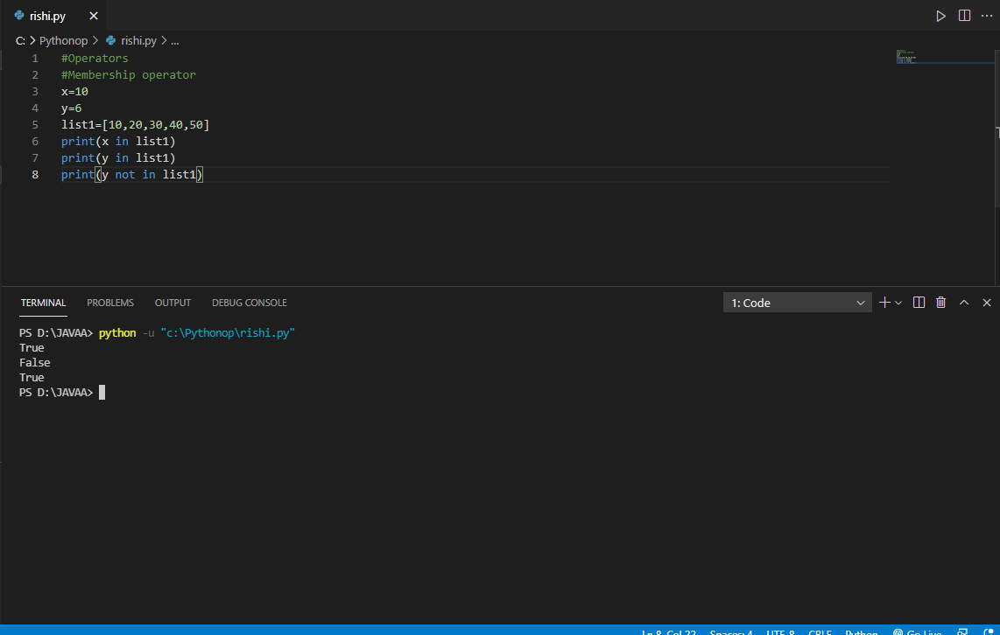 rishi.py
C: > Pythonop > rishi.py > ...
1 #Operators
2 #Membership operator
3 x=10
4 y=6
5 list1=[10,20,30,40,50]
6 print(x in list1)
7 print(y in list1)
8 print(y not in list1)
TERMINAL PROBLEMS OUTPUT DEBUG CONSOLE 1: Code
PS D:\JAVAA> python -u "c:\Pythonop\rishi.py"
True
False
True
PS D:\JAVAA>
Ln 8, Col 22 Spaces: 4 UTF-8 CRLF Python Go Live